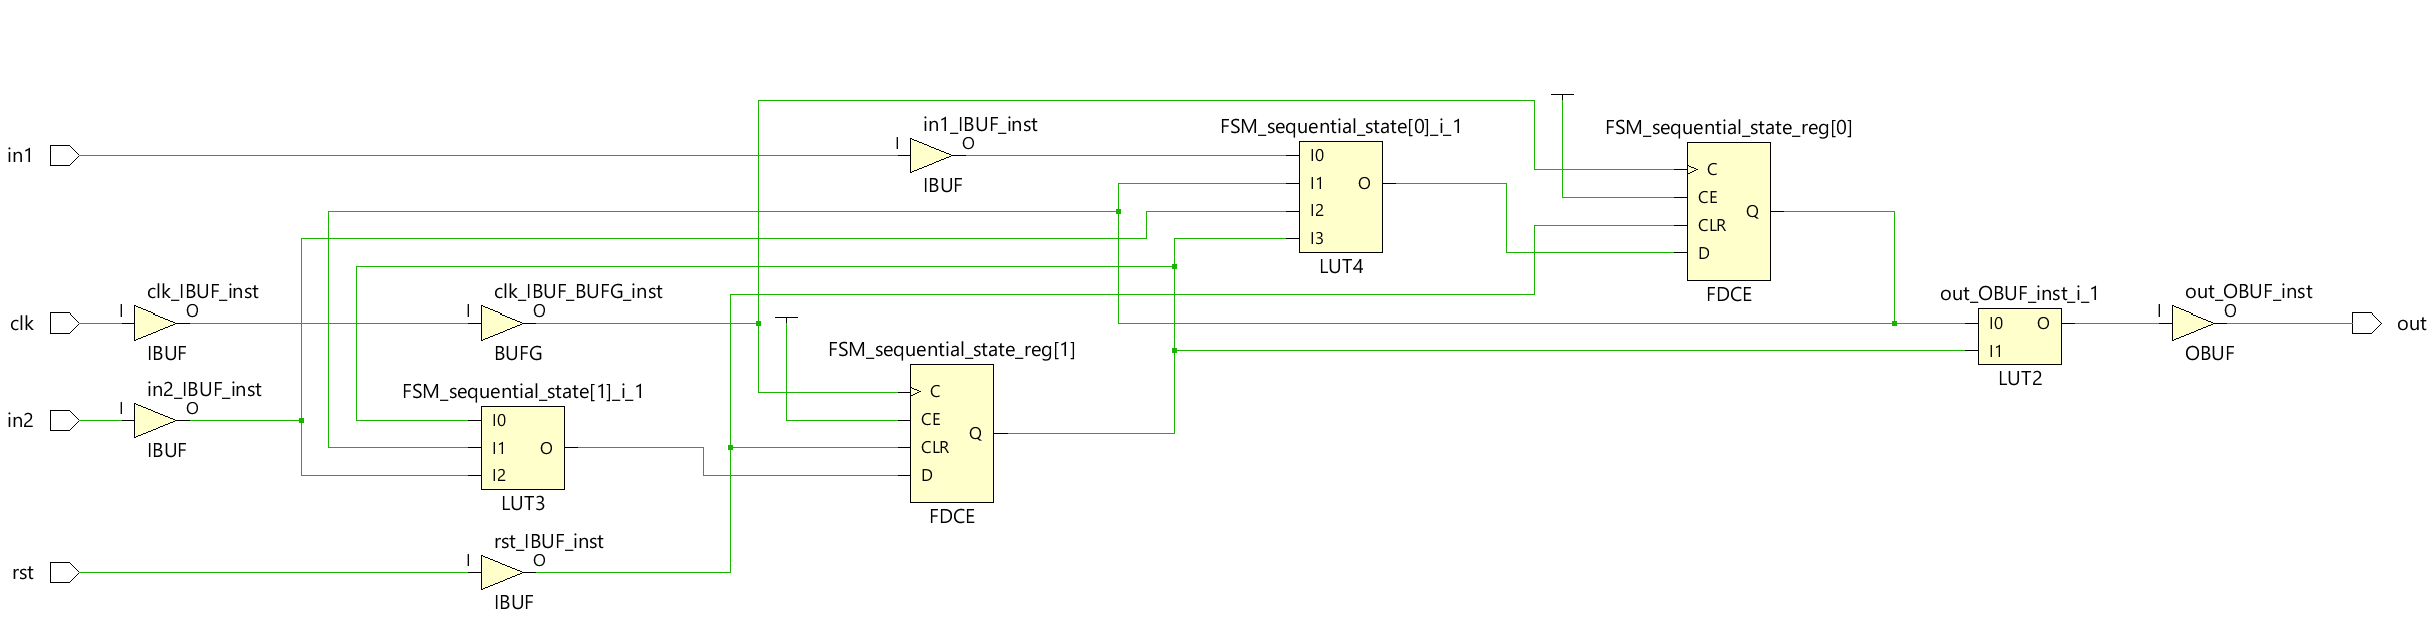 in1
I
in1_IBUF_inst
O
IBUF
FSM_sequential_state[0]_i_1
I0
I1
O
I2
I3
LUT4
FSM_sequential_state_reg[0]
C
CE
CLR
Q
D
FDCE
clk
I
clk_IBUF_inst
O
IBUF
I
clk_IBUF_BUFG_inst
O
BUFG
out_OBUF_inst_i_1
I0
O
I1
LUT2
I
out_OBUF_inst
O
OBUF
out
in2
I
in2_IBUF_inst
O
IBUF
FSM_sequential_state[1]_i_1
I0
I1
O
I2
LUT3
FSM_sequential_state_reg[1]
C
CE
CLR
Q
D
FDCE
rst
I
rst_IBUF_inst
O
IBUF